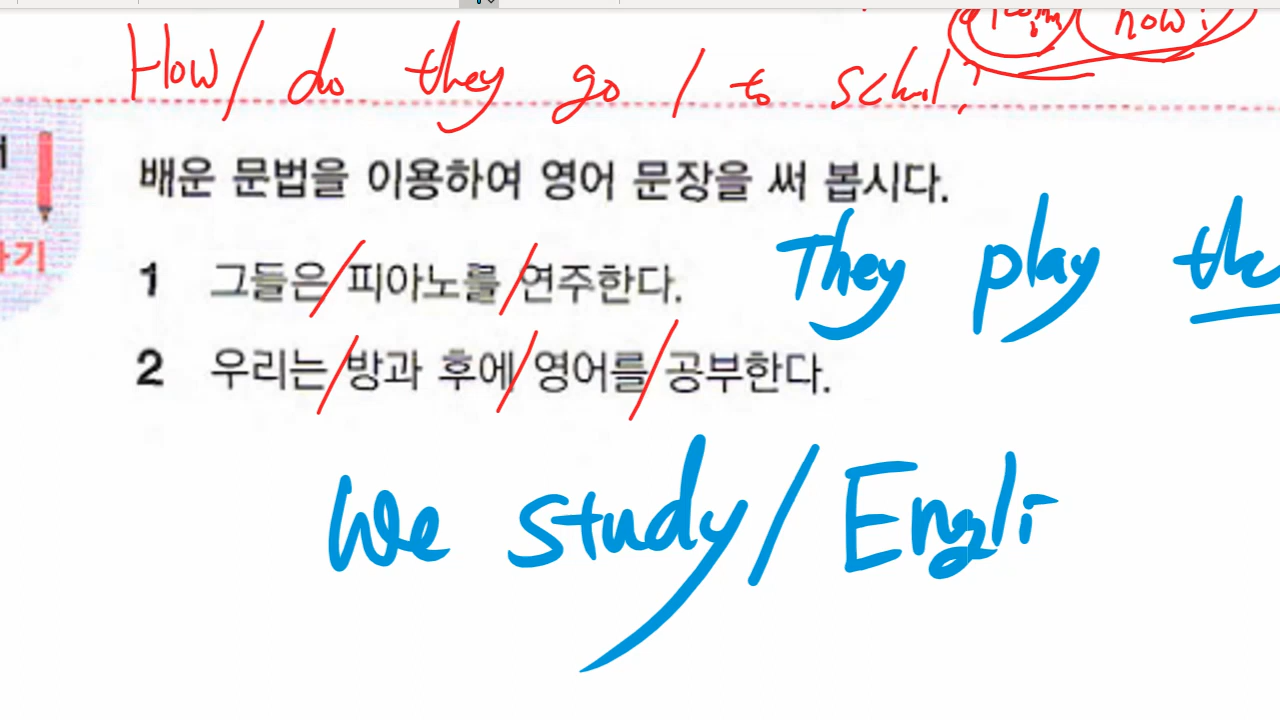 now?
How/ do they go / to schol?
배운 문법을 이용하여 영어 문장을 써 봅시다.
1 그들은/피아노를/연주한다. They play the
2 우리는/방과 후에/영어를/공부한다.
We study/Engli